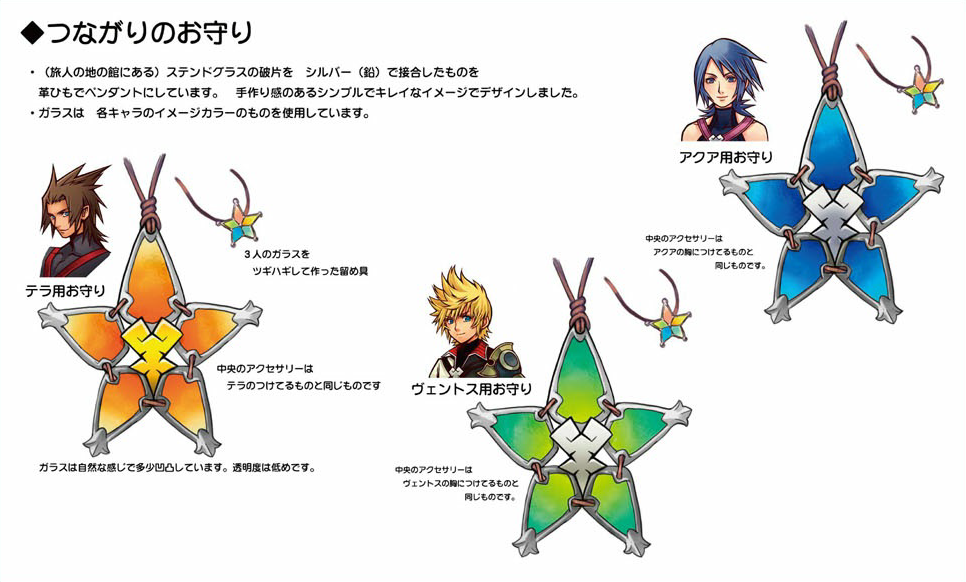 ◆つながりのお守り
・（旅人の地の館にある）ステンドグラスの破片を　シルバー（鉛）で接合したものを
革ひもでペンダントにしています。　手作り感のあるシンプルでキレイなイメージでデザインしました。
・ガラスは　各キャラのイメージカラーのものを使用しています。
テラ用お守り
３人のガラスを
ツギハギして作った留め具
中央のアクセサリーは
テラのつけてるものと同じものです
ガラスは自然な感じで多少凹凸しています。透明度は低めです。
ヴェントス用お守り
中央のアクセサリーは
ヴェントスの胸につけてるものと
同じものです。
アクア用お守り
中央のアクセサリーは
アクアの胸につけてるものと
同じものです。